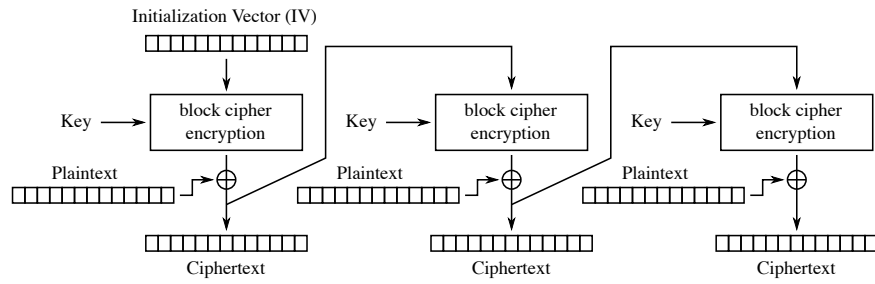 Initialization Vector (IV)
Key
block cipher
encryption
Key
block cipher
encryption
Key
block cipher
encryption
Plaintext
Plaintext
Plaintext
Ciphertext
Ciphertext
Ciphertext